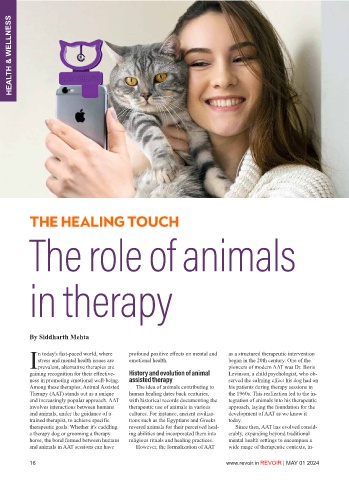 HEALTH & WELLNESS
THE HEALING TOUCH
The role of animals
in therapy
By Siddharth Mehta
In today's fast-paced world, where
stress and mental health issues are
prevalent, alternative therapies are
gaining recognition for their effective-
ness in promoting emotional well-being.
Among these therapies, Animal Assisted
Therapy (AAT) stands out as a unique
and increasingly popular approach. AAT
involves interactions between humans
and animals, under the guidance of a
trained therapist, to achieve specific
therapeutic goals. Whether it's cuddling
a therapy dog or grooming a therapy
horse, the bond formed between humans
and animals in AAT sessions can have
profound positive effects on mental and
emotional health.
History and evolution of animal
assisted therapy
The idea of animals contributing to
human healing dates back centuries,
with historical records documenting the
therapeutic use of animals in various
cultures. For instance, ancient civiliza-
tions such as the Egyptians and Greeks
revered animals for their perceived heal-
ing abilities and incorporated them into
religious rituals and healing practices.
However, the formalization of AAT
as a structured therapeutic intervention
began in the 20th century. One of the
pioneers of modern AAT was Dr. Boris
Levinson, a child psychologist, who ob-
served the calming effect his dog had on
his patients during therapy sessions in
the 1960s. This realization led to the in-
tegration of animals into his therapeutic
approach, laying the foundation for the
development of AAT as we know it
today.
Since then, AAT has evolved consid-
erably, expanding beyond traditional
mental health settings to encompass a
wide range of therapeutic contexts, in-
16
www.revoir.in REVOIR | MAY 01 2024